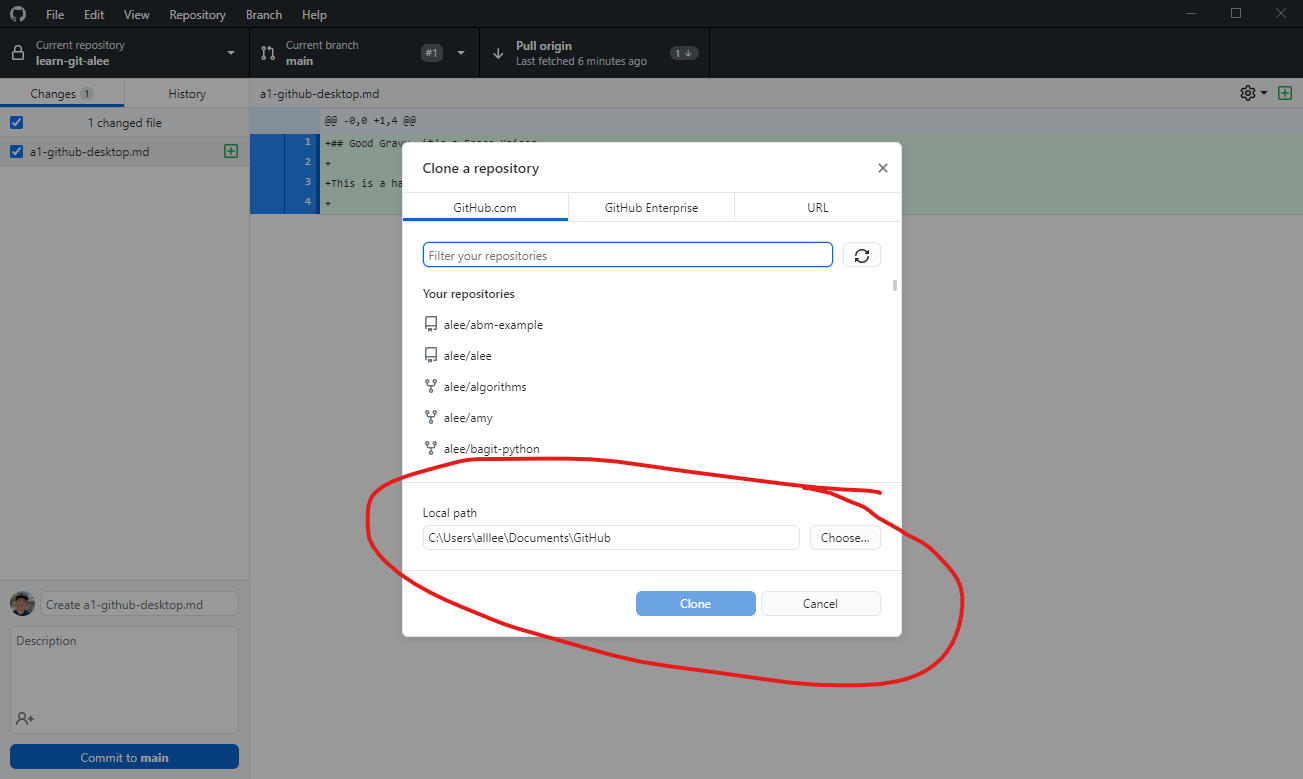 File Edit View Repository Branch Help
Current repository
learn-git-alee
Current branch
main
#1
Pull origin
Last fetched 6 minutes ago
1
Changes 1
History
a1-github-desktop.md
1 changed file
@@ -0,0 +1,4 @@
a1-github-desktop.md
1 +## Good Gravy, it's a
2 +
3 +This is a ha
4 +
Clone a repository
GitHub.com
GitHub Enterprise
URL
Filter your repositories
Your repositories
alee/abm-example
alee/alee
alee/algorithms
alee/amy
alee/bagit-python
Local path
C:\Users\alllee\Documents\GitHub
Choose...
Clone
Cancel
Create a1-github-desktop.md
Description
Commit to main